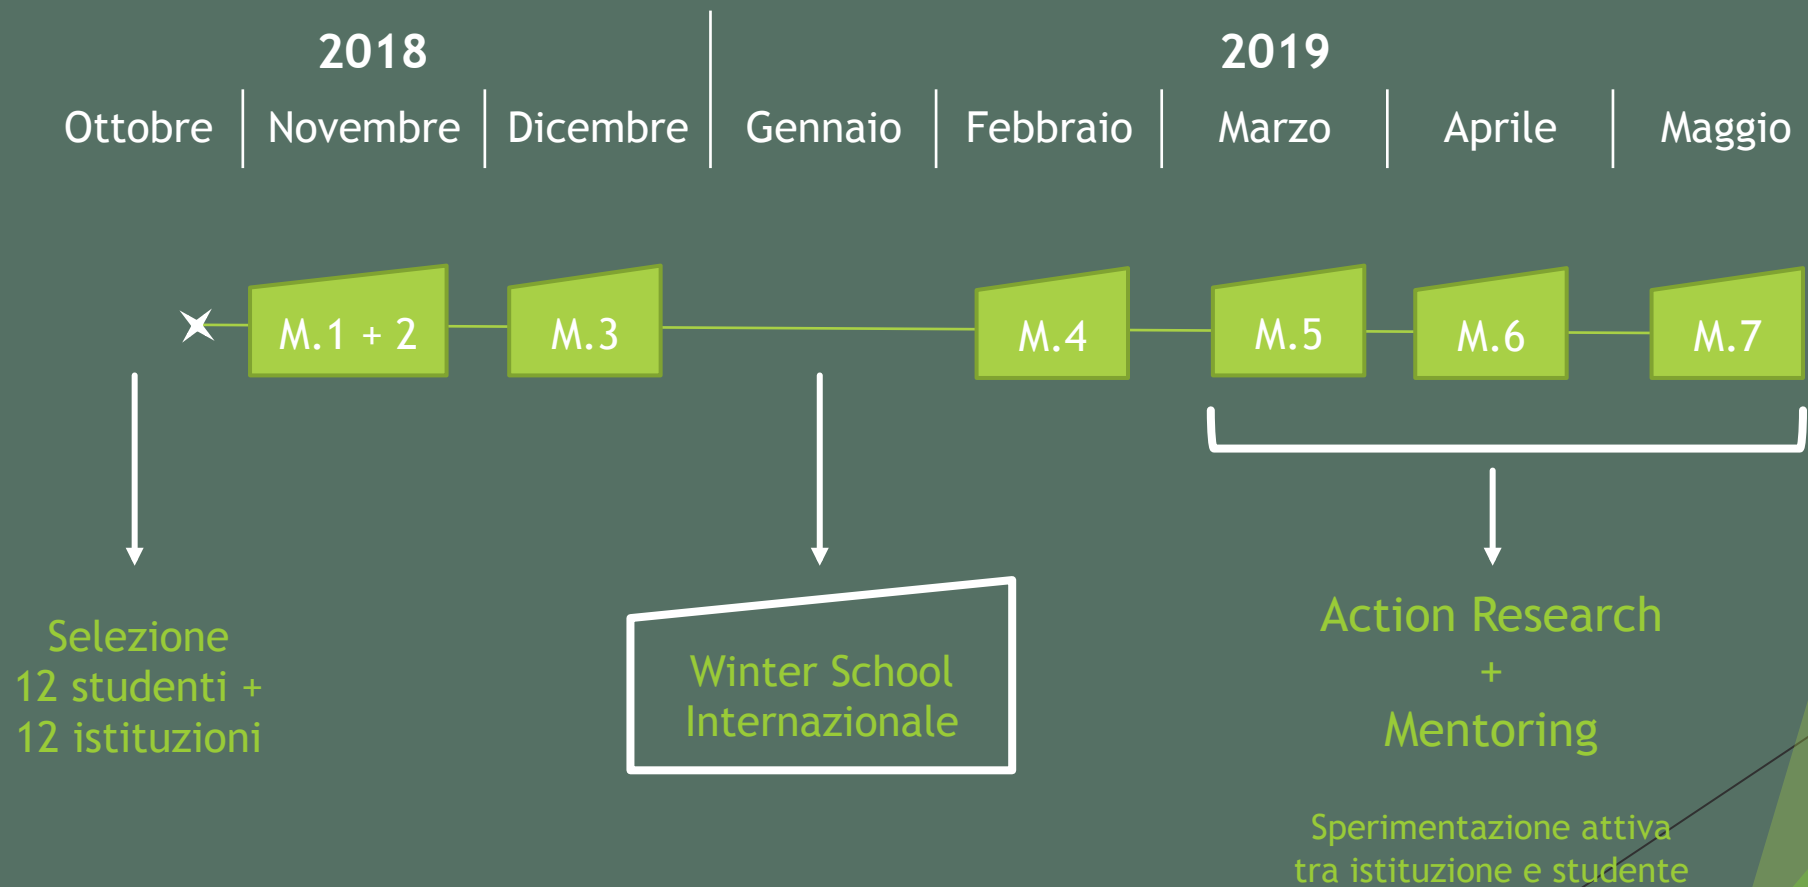 2018
2019
Ottobre
Novembre
Dicembre
Gennaio
Febbraio
Marzo
Aprile
Maggio
M.1 + 2
M.3
M.4
M.5
M.6
M.7
Selezione
12 studenti +
12 istituzioni
Winter School
Internazionale
Action Research
+
Mentoring
Sperimentazione attiva
tra istituzione e studente